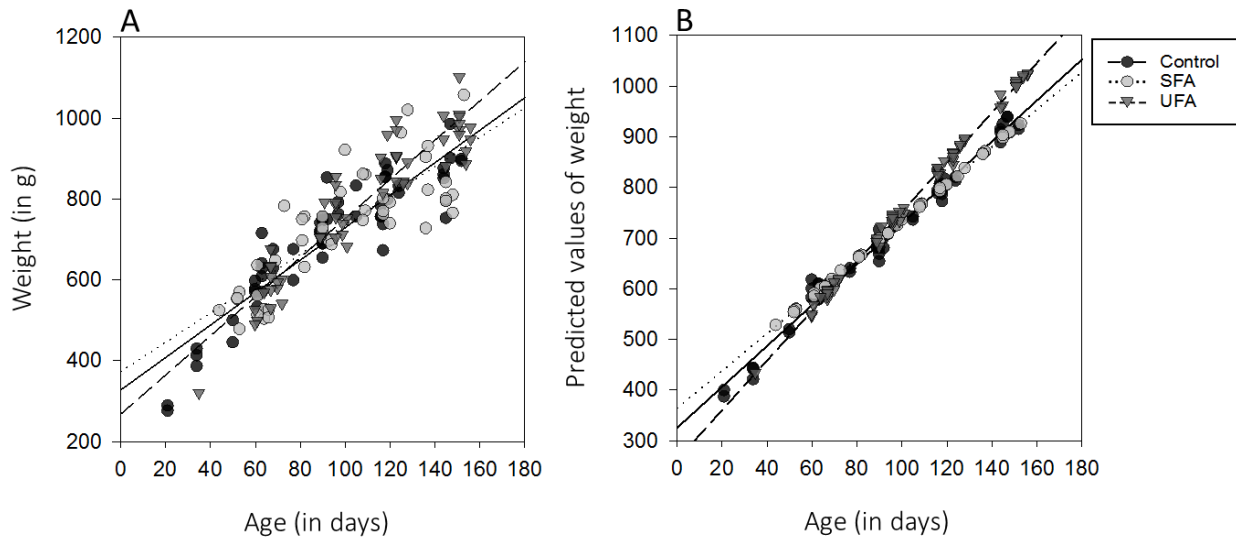 A
Weight (in g)
1200
1000
800
600
400
200
0 20 40 60 80 100 120 140 160 180
Age (in days)
B
Predicted values of weight
1100
1000
900
800
700
600
500
400
300
0 20 40 60 80 100 120 140 160 180
Age (in days)
Control
SFA
UFA